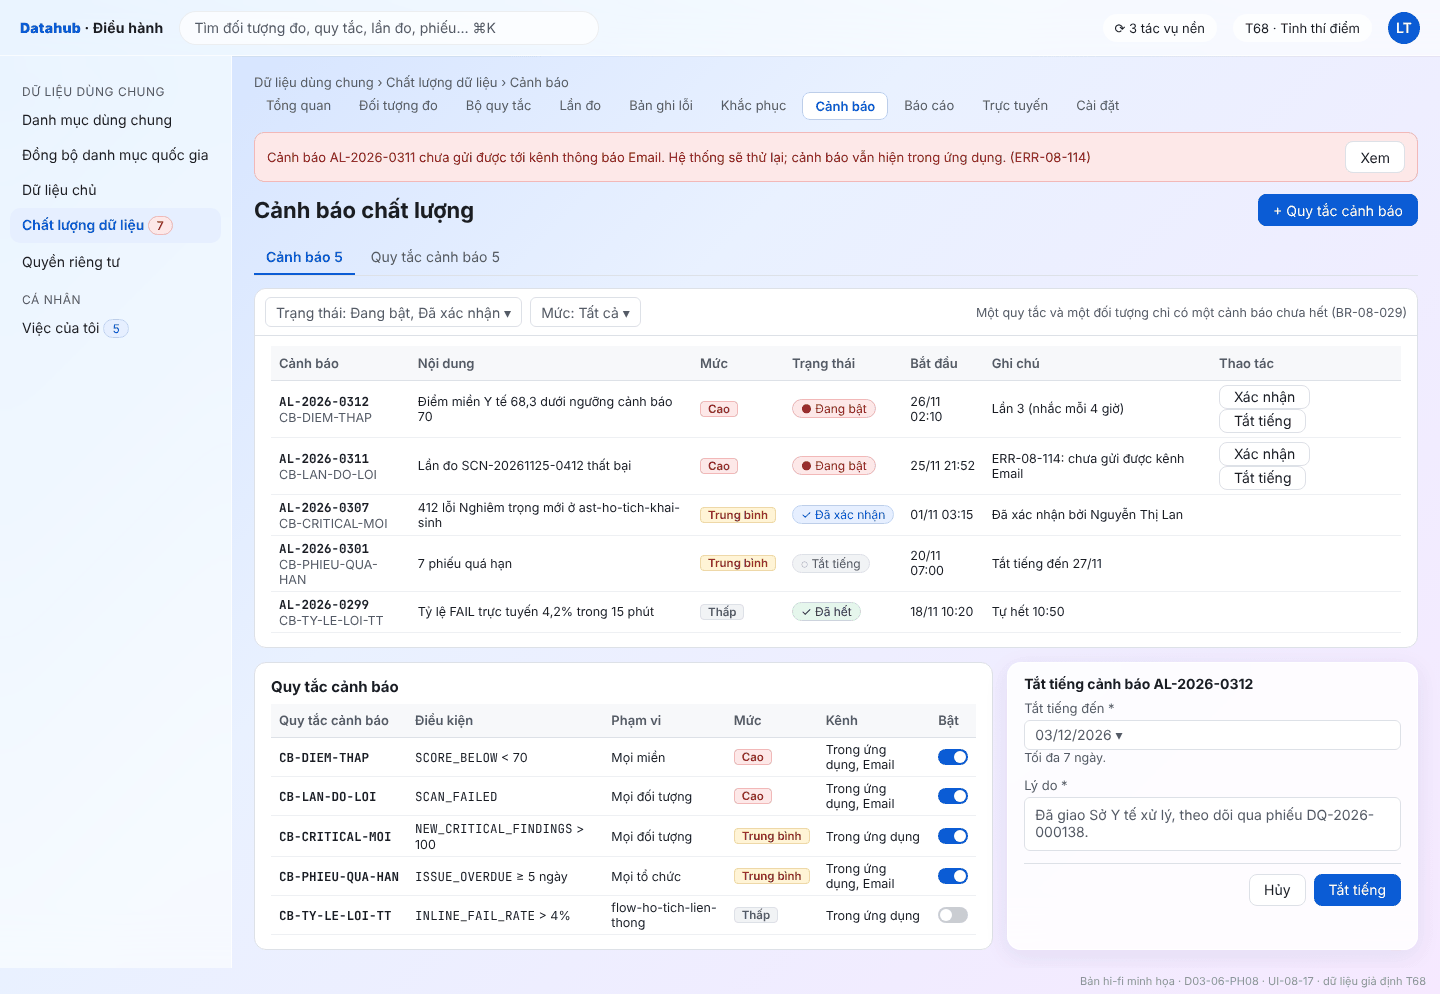 Datahub · Điều hành
Tìm đối tượng đo, quy tắc, lần đo, phiếu... ⌘K
⟳ 3 tác vụ nền
T68 · Tỉnh thí điểm
LT
DỮ LIỆU DÙNG CHUNG
Danh mục dùng chung
Đồng bộ danh mục quốc gia
Dữ liệu chủ
Chất lượng dữ liệu 7
Quyền riêng tư
CÁ NHÂN
Việc của tôi 5
Dữ liệu dùng chung › Chất lượng dữ liệu › Cảnh báo
Tổng quan Đối tượng đo Bộ quy tắc Lần đo Bản ghi lỗi Khắc phục Cảnh báo Báo cáo Trực tuyến Cài đặt
Cảnh báo AL-2026-0311 chưa gửi được tới kênh thông báo Email. Hệ thống sẽ thử lại; cảnh báo vẫn hiện trong ứng dụng. (ERR-08-114)
Xem
Cảnh báo chất lượng
+ Quy tắc cảnh báo
Cảnh báo 5 Quy tắc cảnh báo 5
Trạng thái: Đang bật, Đã xác nhận ▾
Mức: Tất cả ▾
Một quy tắc và một đối tượng chỉ có một cảnh báo chưa hết (BR-08-029)
Cảnh báo Nội dung Mức Trạng thái Bắt đầu Ghi chú Thao tác
AL-2026-0312
CB-DIEM-THAP
Điểm miền Y tế 68,3 dưới ngưỡng cảnh báo
70
Cao
● Đang bật
26/11
02:10
Lần 3 (nhắc mỗi 4 giờ)
Xác nhận
Tắt tiếng
AL-2026-0311
CB-LAN-DO-LOI
Lần đo SCN-20261125-0412 thất bại
Cao
● Đang bật
25/11 21:52
ERR-08-114: chưa gửi được kênh
Email
Xác nhận
Tắt tiếng
AL-2026-0307
CB-CRITICAL-MOI
412 lỗi Nghiêm trọng mới ở ast-ho-tich-khai-
sinh
Trung bình
✓ Đã xác nhận
01/11 03:15
Đã xác nhận bởi Nguyễn Thị Lan
AL-2026-0301
CB-PHIEU-QUA-
HAN
7 phiếu quá hạn
Trung bình
○ Tắt tiếng
20/11
07:00
Tắt tiếng đến 27/11
AL-2026-0299
CB-TY-LE-LOI-TT
Tỷ lệ FAIL trực tuyến 4,2% trong 15 phút
Thấp
✓ Đã hết
18/11 10:20
Tự hết 10:50
Quy tắc cảnh báo
Quy tắc cảnh báo Điều kiện Phạm vi Mức Kênh Bật
CB-DIEM-THAP
SCORE_BELOW < 70
Mọi miền
Cao
Trong ứng
dụng, Email
CB-LAN-DO-LOI
SCAN_FAILED
Mọi đối tượng
Cao
Trong ứng
dụng, Email
CB-CRITICAL-MOI
NEW_CRITICAL_FINDINGS >
100
Mọi đối tượng
Trung bình
Trong ứng dụng
CB-PHIEU-QUA-HAN
ISSUE_OVERDUE ≥ 5 ngày
Mọi tổ chức
Trung bình
Trong ứng
dụng, Email
CB-TY-LE-LOI-TT
INLINE_FAIL_RATE > 4%
flow-ho-tich-lien-
thong
Thấp
Trong ứng dụng
Tắt tiếng cảnh báo AL-2026-0312
Tắt tiếng đến *
03/12/2026 ▾
Tối đa 7 ngày.
Lý do *
Đã giao Sở Y tế xử lý, theo dõi qua phiếu DQ-2026-
000138.
Hủy
Tắt tiếng
Bản hi-fi minh họa · D03-06-PH08 · UI-08-17 · dữ liệu giả định T68